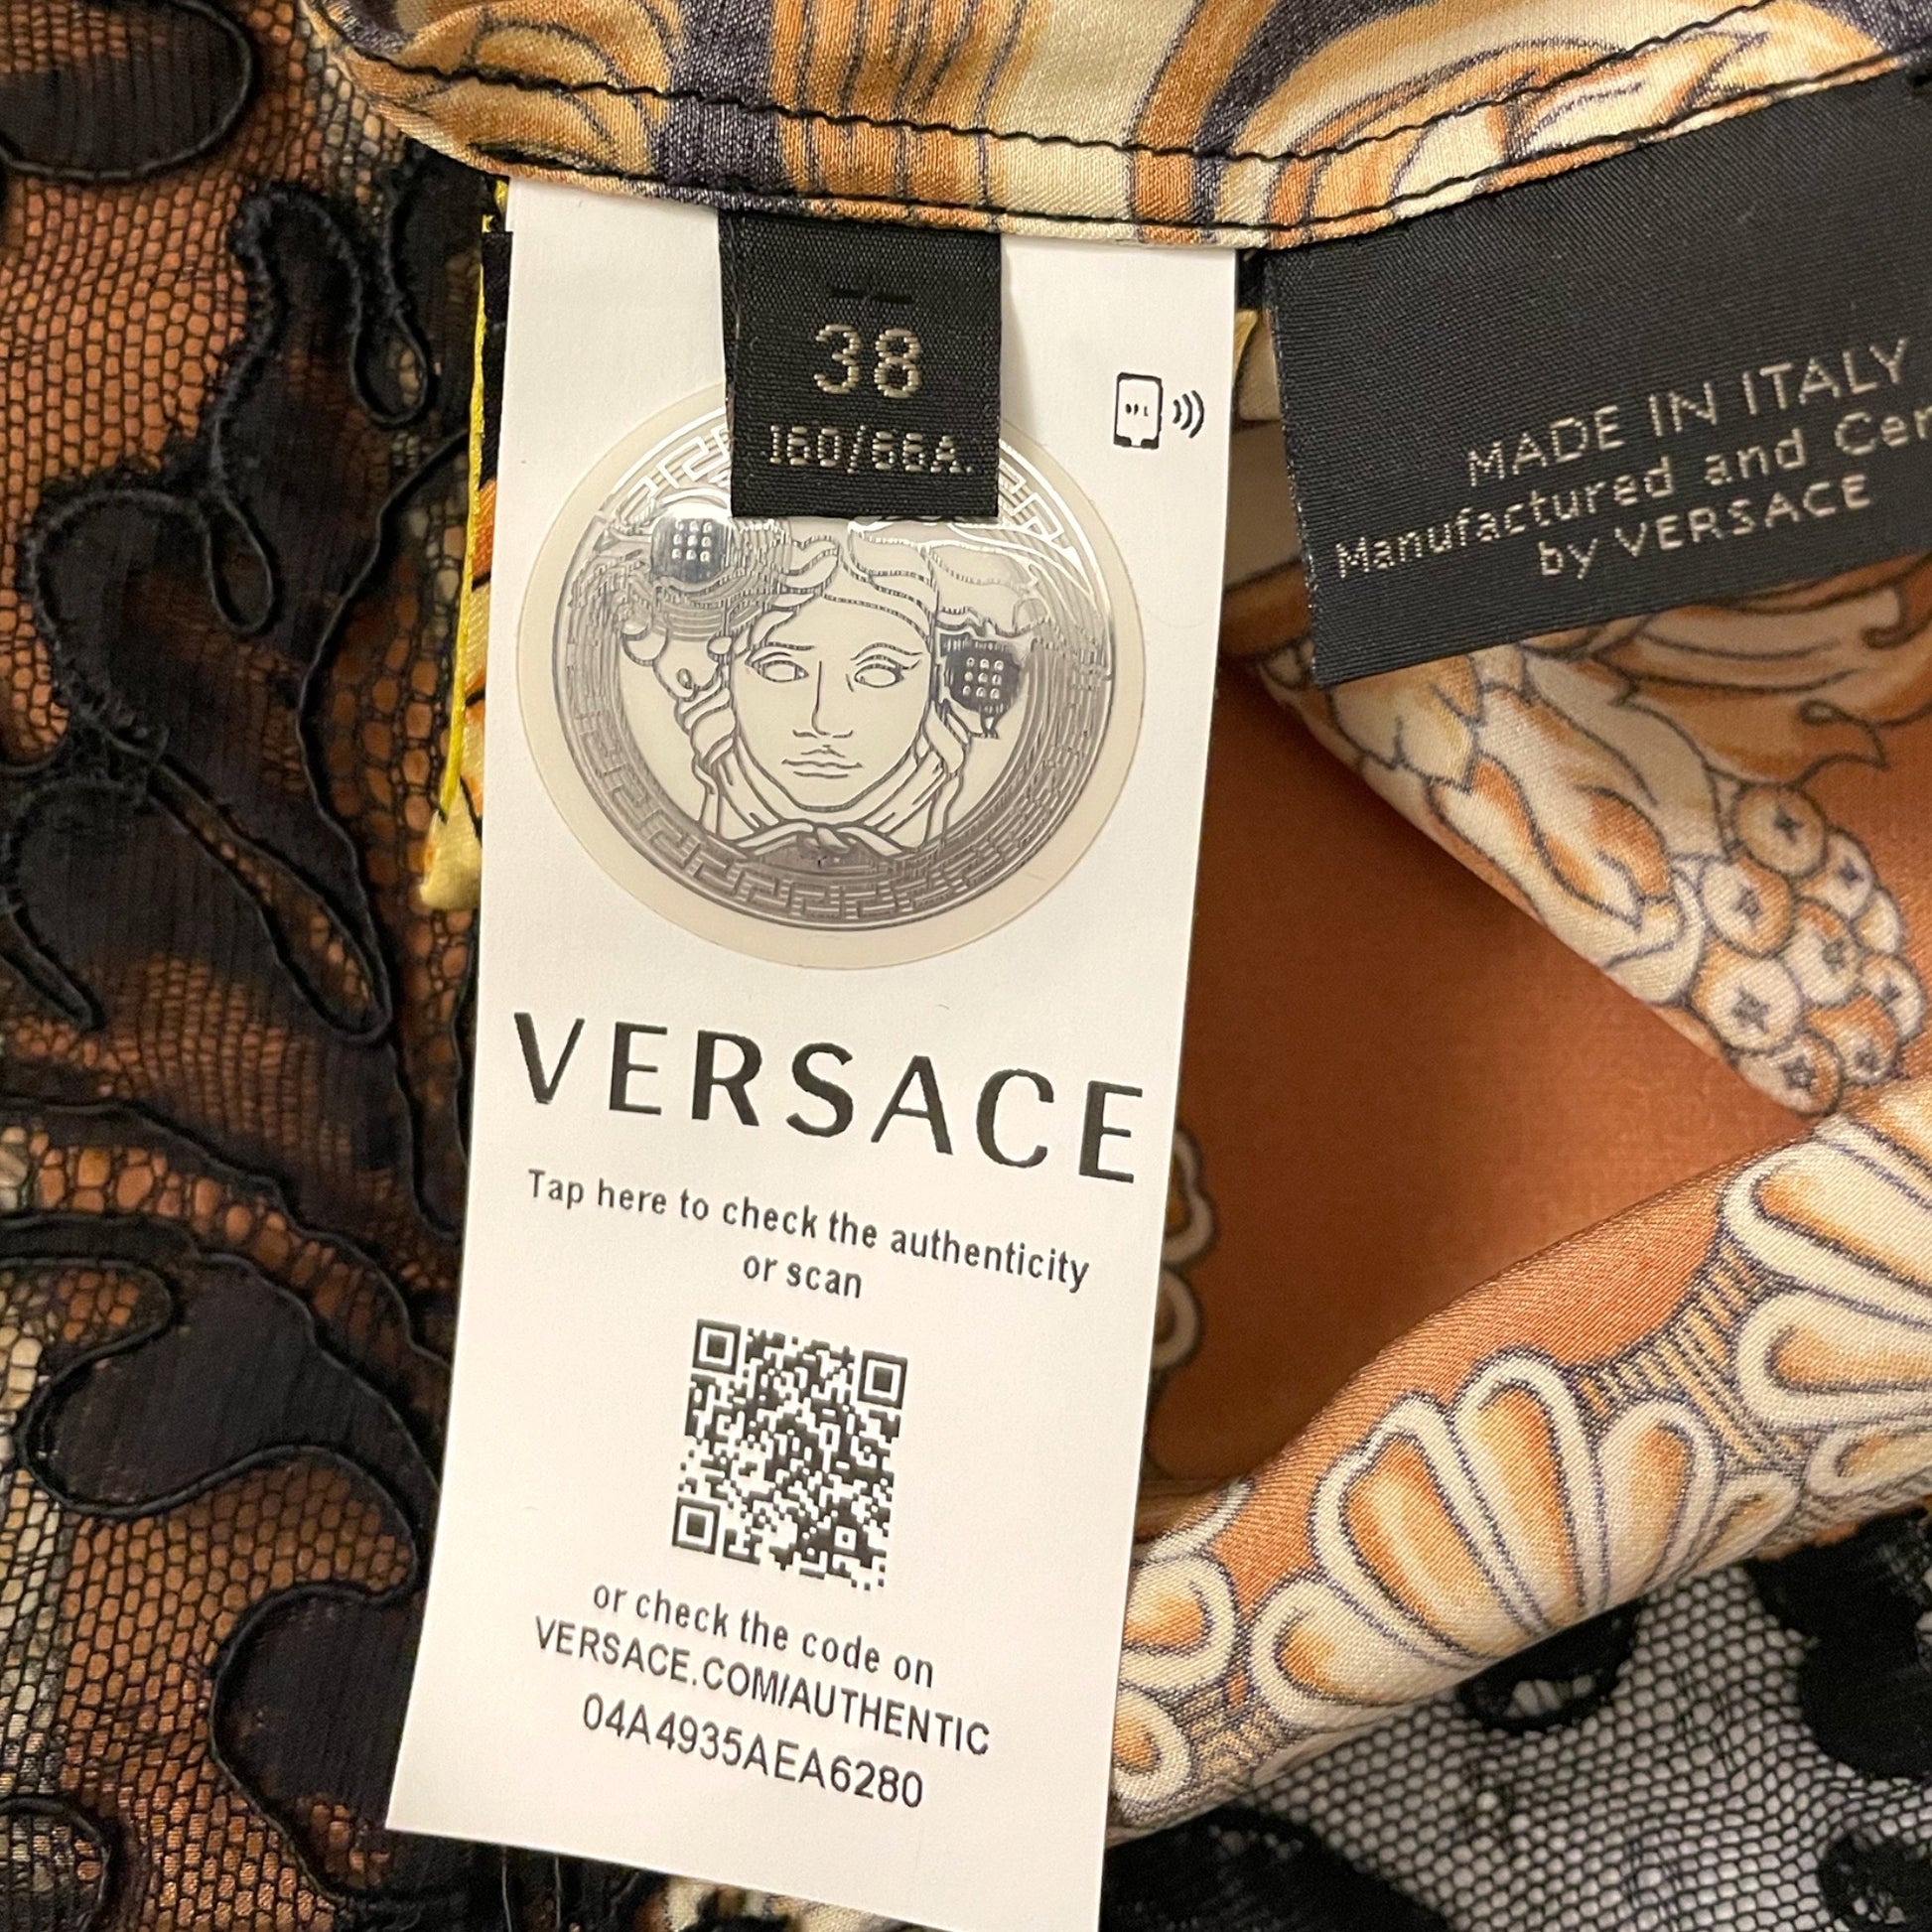 38
160/66A.
MADE IN ITALY
Manufactured and Cer
by VERSACE
VERSACE
Tap here to check the authenticity
or scan
or check the code on
VERSACE.COM/AUTHENTIC
04A4935AEA6280